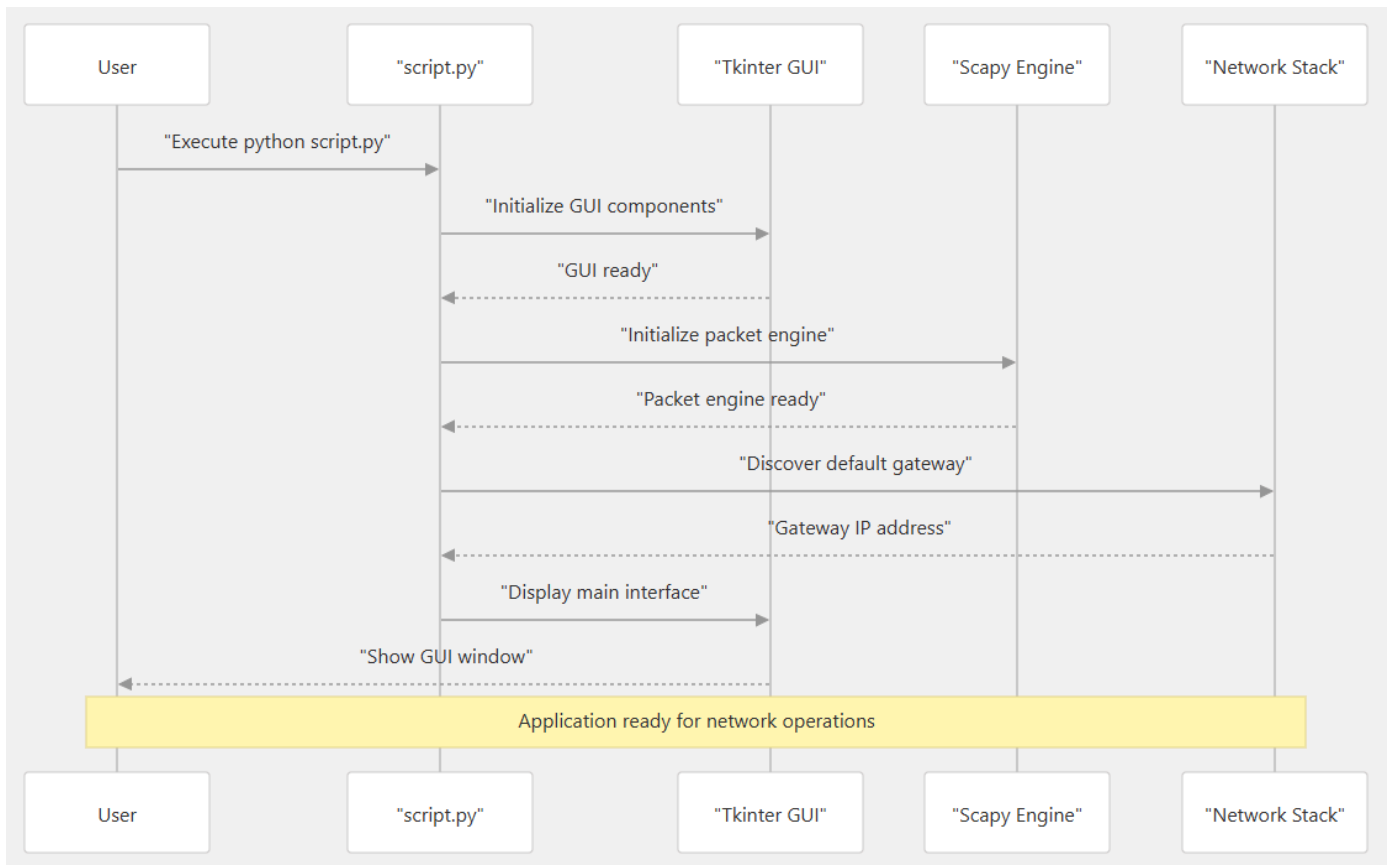 User
"script.py"
"Tkinter GUI"
"Scapy Engine"
"Network Stack"
"Execute python script.py"
"Initialize GUI components"
"GUI ready"
"Initialize packet engine"
"Packet engine ready"
"Discover default gateway"
"Gateway IP address"
"Display main interface"
"Show GUI window"
Application ready for network operations
User
"script.py"
"Tkinter GUI"
"Scapy Engine"
"Network Stack"